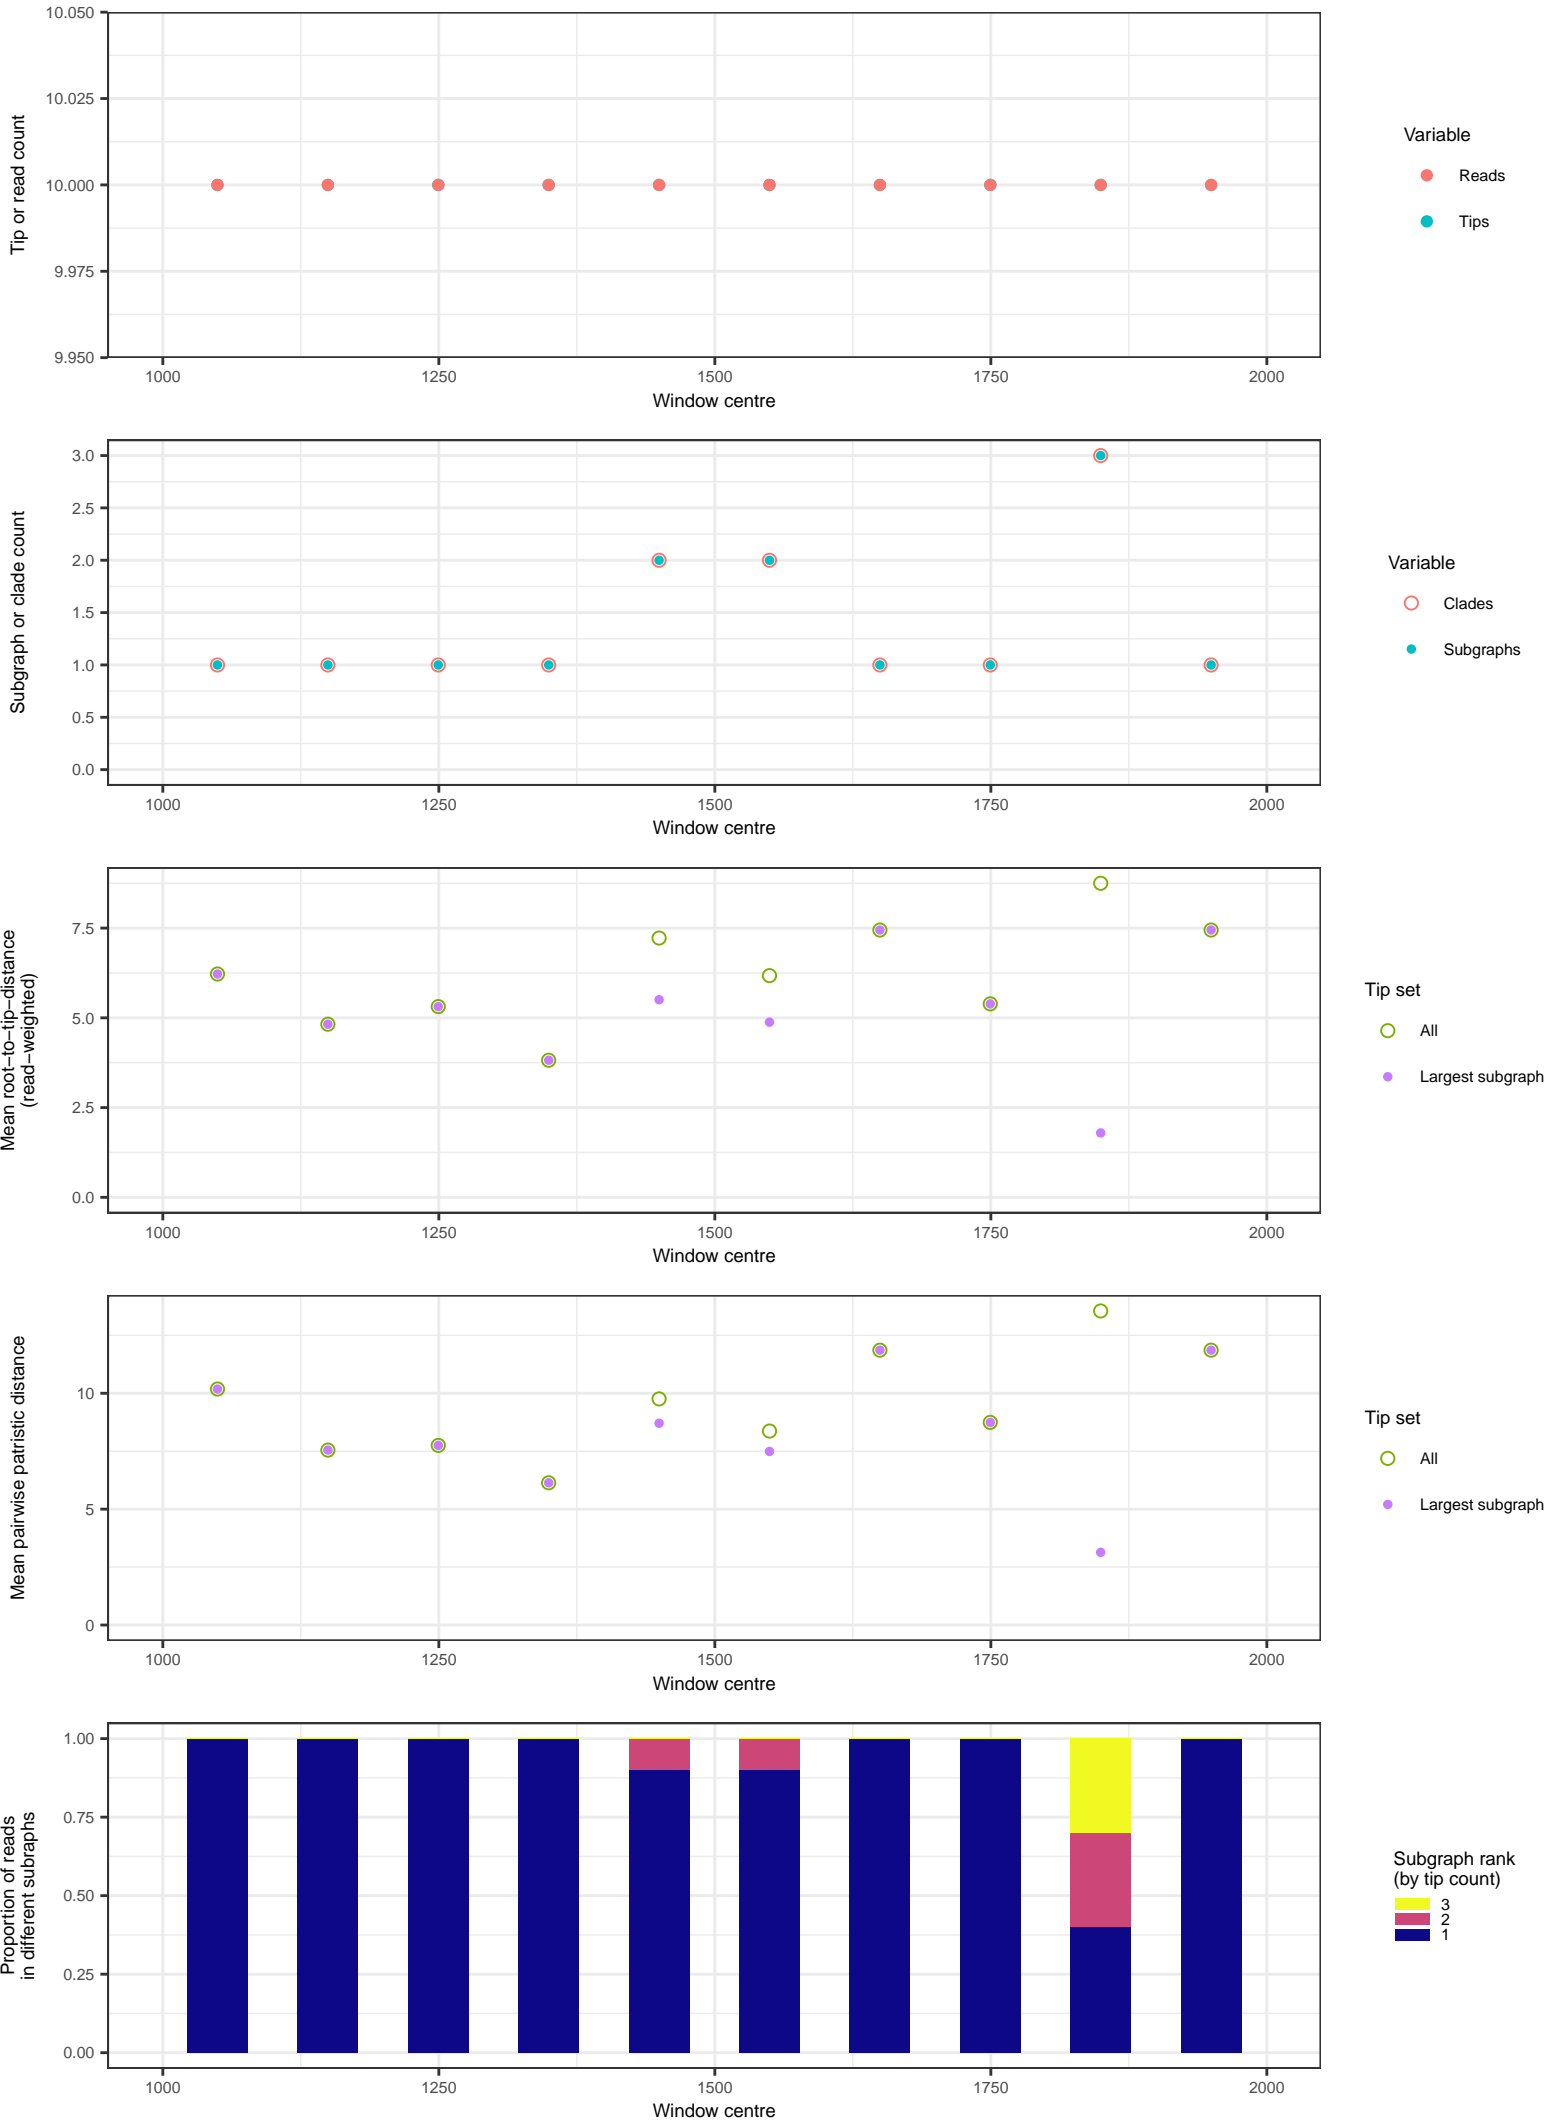 10.050
10.025
10.000
9.975
9.950
Tip or read count
1000 1250 1500 1750 2000
Window centre
Variable
Reads
Tips
3.0
2.5
2.0
1.5
1.0
0.5
0.0
Subgraph or clade count
1000 1250 1500 1750 2000
Window centre
Variable
Clades
Subgraphs
7.5
5.0
2.5
0.0
Mean root−to−tip−distance
(read−weighted)
1000 1250 1500 1750 2000
Window centre
Tip set
All
Largest subgraph
10
5
0
Mean pairwise patristic distance
1000 1250 1500 1750 2000
Window centre
Tip set
All
Largest subgraph
1.00
0.75
0.50
0.25
0.00
Proportion of reads
in different subraphs
1000 1250 1500 1750 2000
Window centre
Subgraph rank
(by tip count)
3
2
1